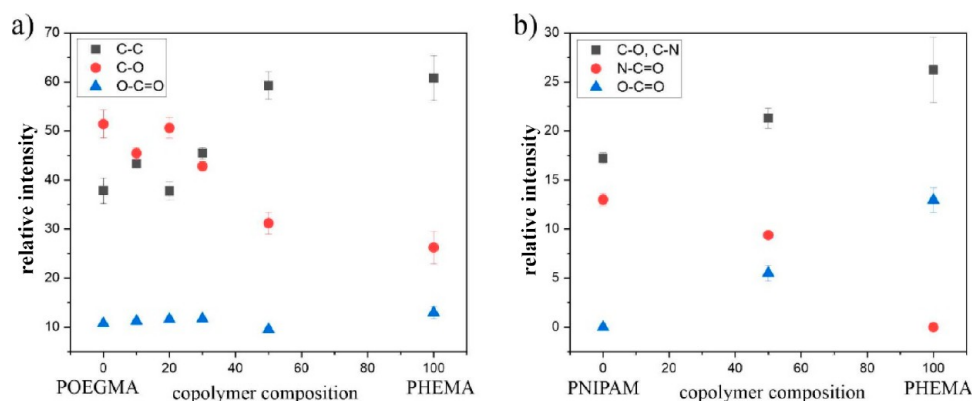 a)
70
60
50
40
30
20
10
relative intensity
C-C
C-O
O-C=O
0 20 40 60 80 100
POEGMA copolymer composition PHEMA
b)
30
25
20
15
10
5
0
relative intensity
C-O, C-N
N-C=O
O-C=O
0 20 40 60 80 100
PNIPAM copolymer composition PHEMA